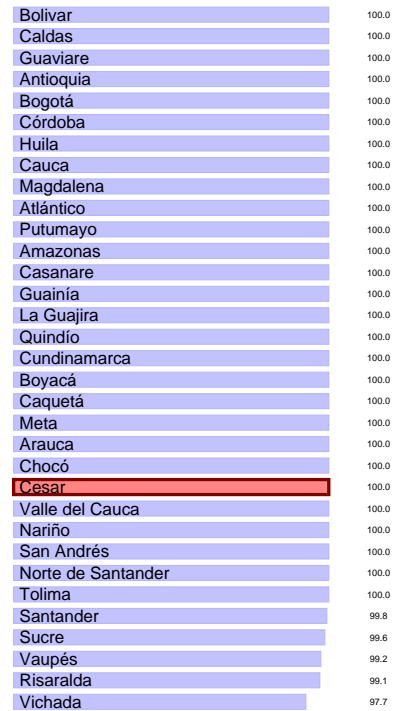 Bolivar 100.0
Caldas 100.0
Guaviare 100.0
Antioquia 100.0
Bogotá 100.0
Córdoba 100.0
Huila 100.0
Cauca 100.0
Magdalena 100.0
Atlántico 100.0
Putumayo 100.0
Amazonas 100.0
Casanare 100.0
Guainía 100.0
La Guajira 100.0
Quindío 100.0
Cundinamarca 100.0
Boyacá 100.0
Caquetá 100.0
Meta 100.0
Arauca 100.0
Chocó 100.0
Cesar 100.0
Valle del Cauca 100.0
Nariño 100.0
San Andrés 100.0
Norte de Santander 100.0
Tolima 100.0
Santander 99.8
Sucre 99.6
Vaupés 99.2
Risaralda 99.1
Vichada 97.7